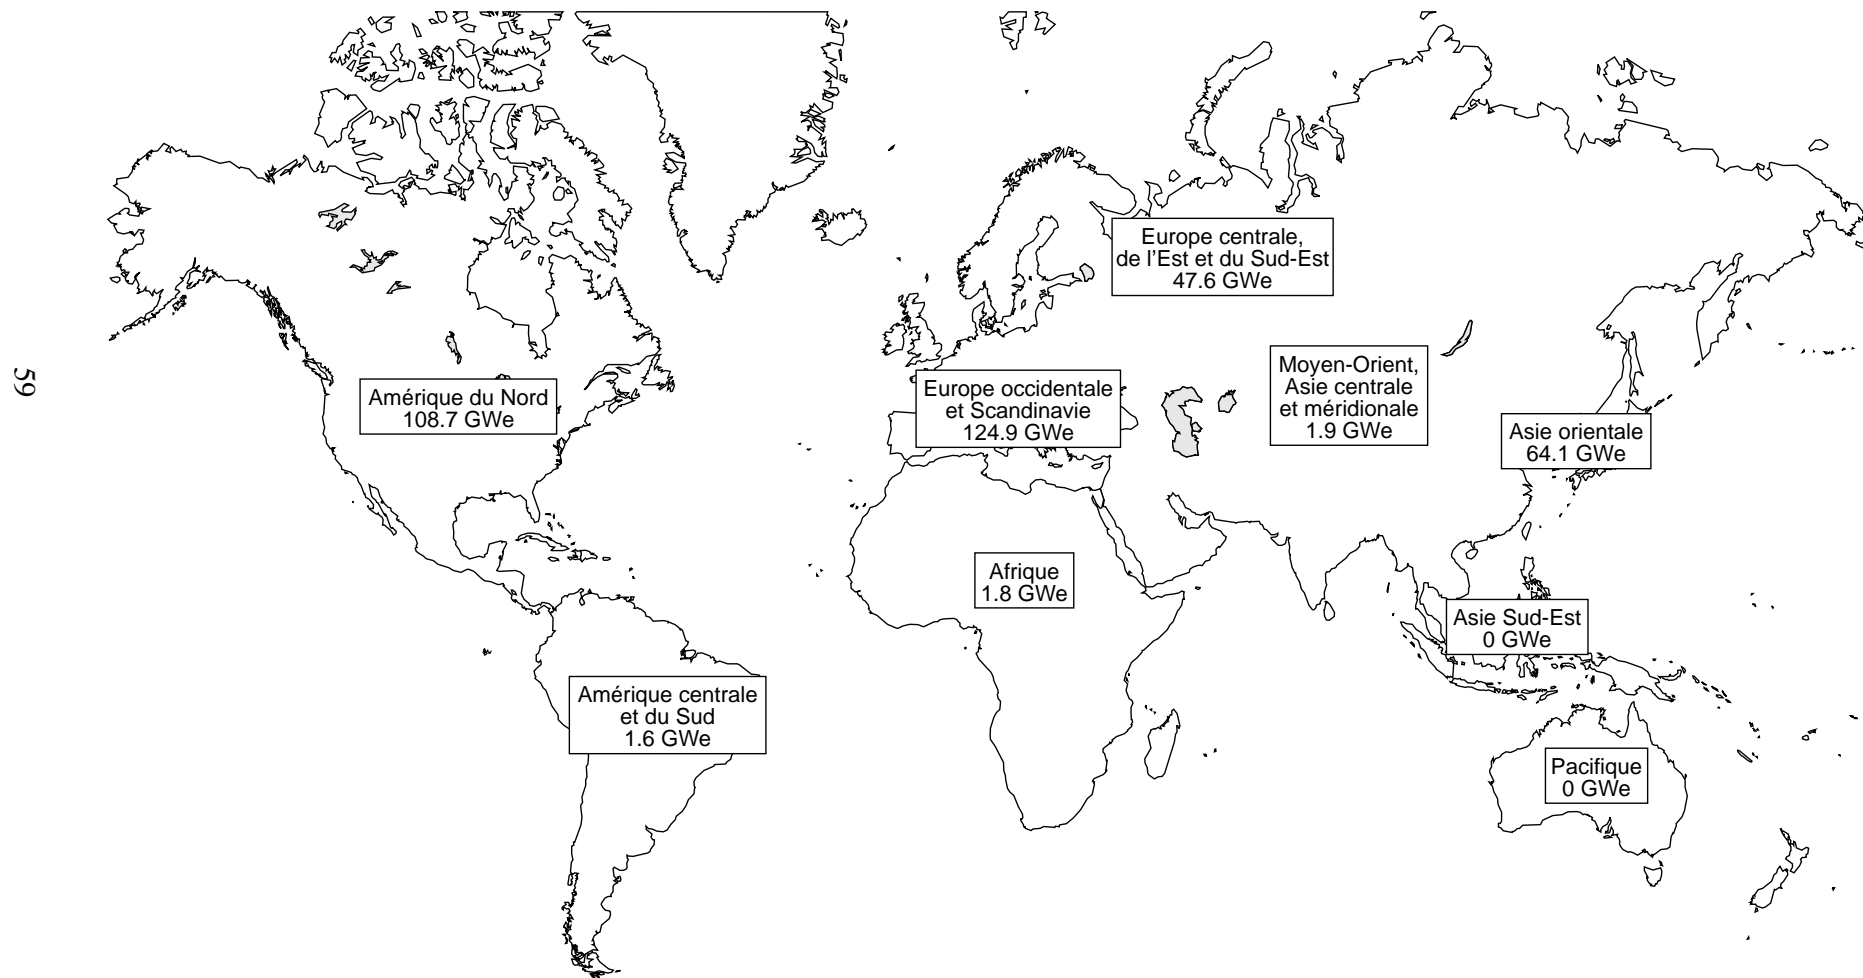 Europe centrale,
de l'Est et du Sud-Est
47.6 GWe
Moyen-Orient,
Asie centrale
et méridionale
1.9 GWe
Amérique du Nord
108.7 GWe
Europe occidentale
et Scandinavie
124.9 GWe
Asie orientale
64.1 GWe
Afrique
1.8 GWe
Asie Sud-Est
0 GWe
Amérique centrale
et du Sud
1.6 GWe
Pacifique
0 GWe
59